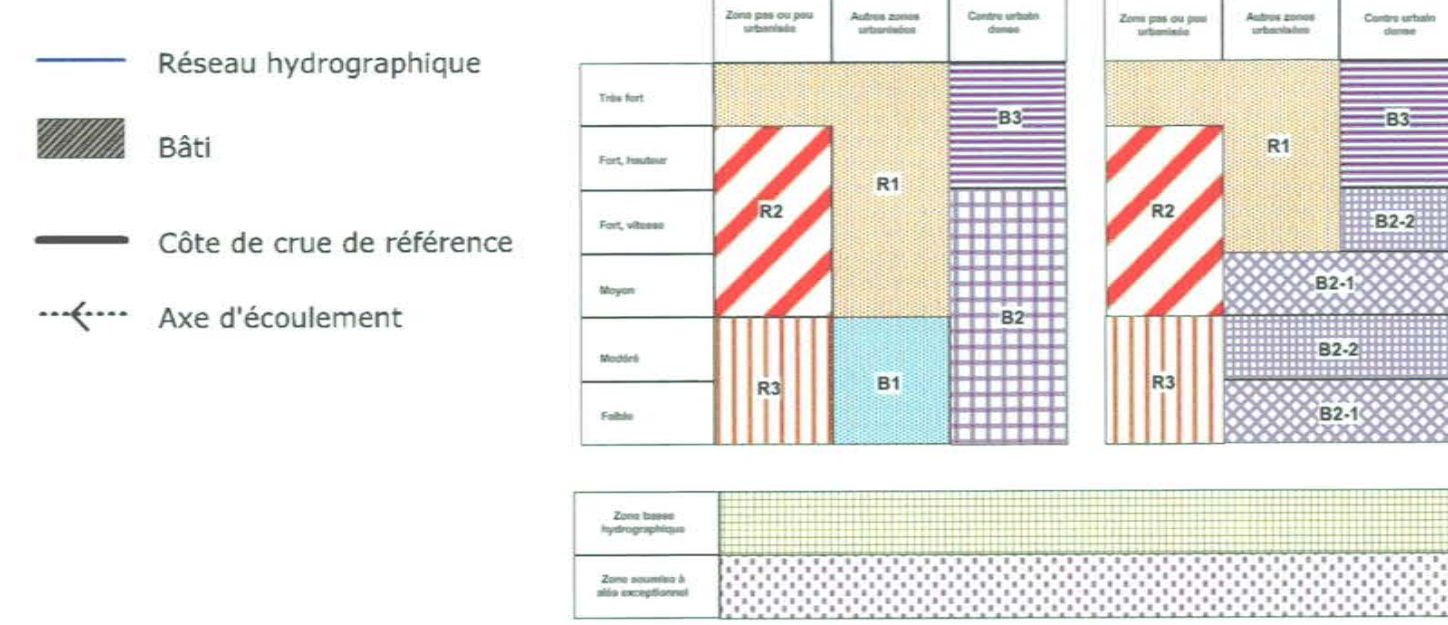 Réseau hydrographique
Bâti
Côte de crue de référence
Axe d'écoulement
Zone pas ou peu
urbanisée
Autres zones
urbanisées
Centre urbain
dense
Très fort
Fort, hauteur
Fort, vitesse
Moyen
Modéré
Faible
R2
R3
R1
B1
B3
B2
Zone pas ou peu
urbanisée
Autres zones
urbanisées
Centre urbain
dense
R2
R3
R1
B3
B2-2
B2-1
B2-2
B2-1
Zone basse
hydrographique
Zone soumise à
aléa exceptionnel